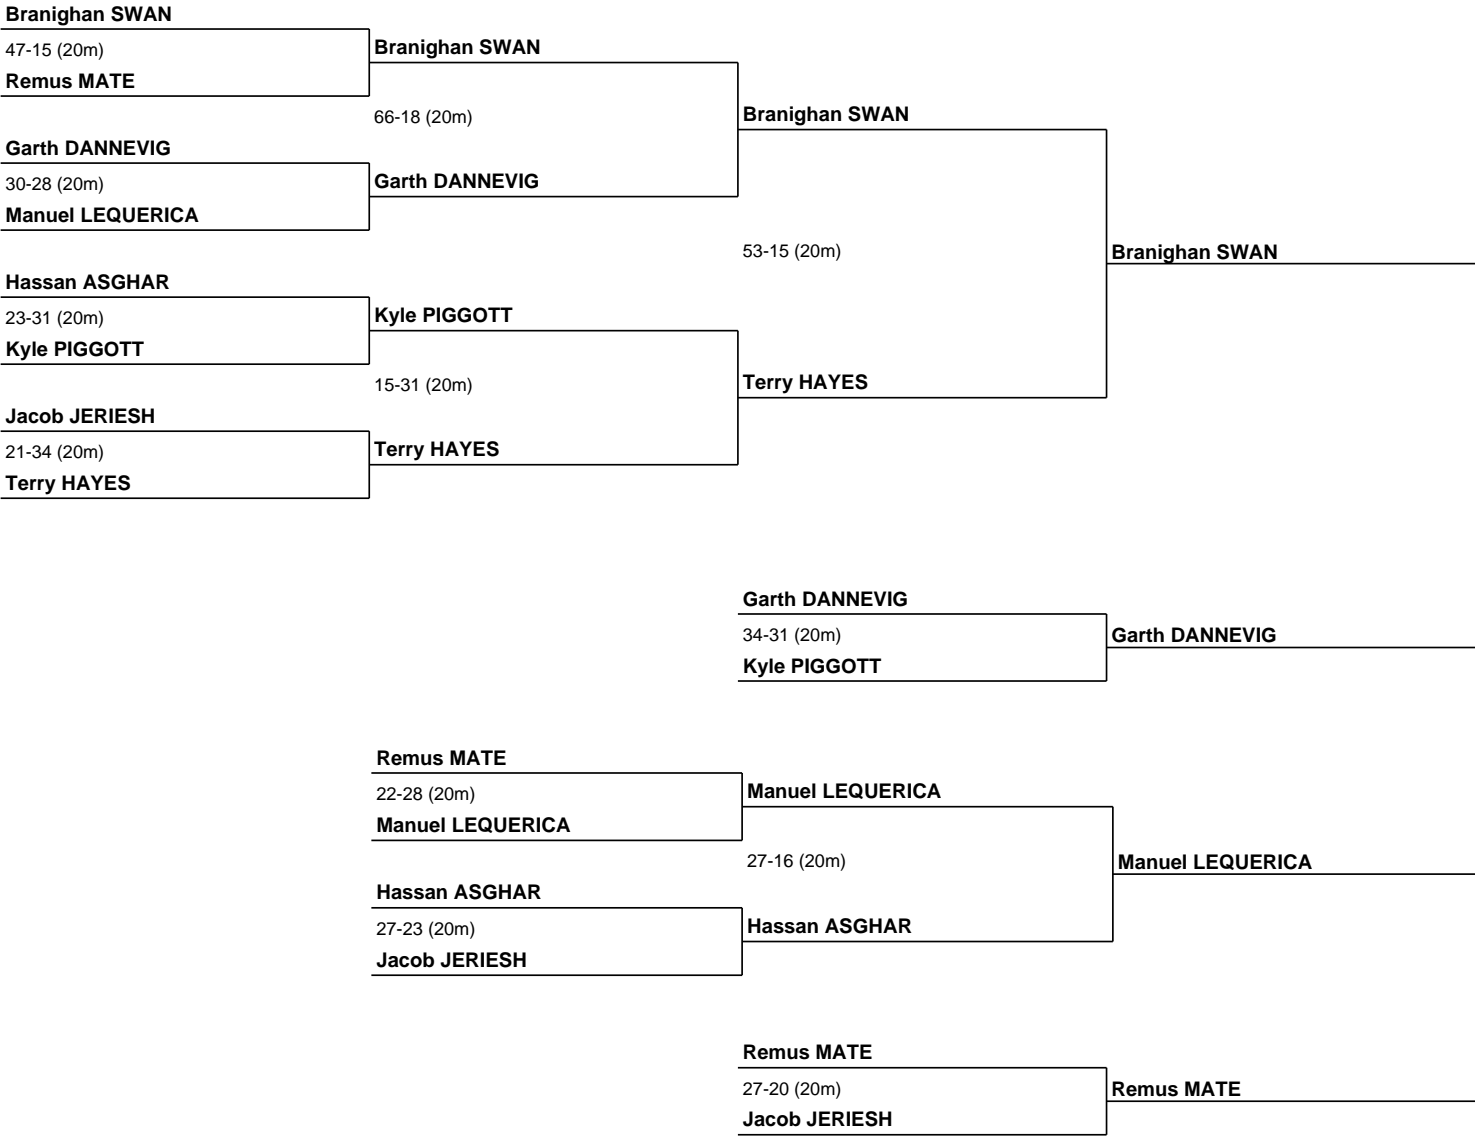 Branighan SWAN
47-15 (20m)
Remus MATE
Branighan SWAN
66-18 (20m)
Garth DANNEVIG
30-28 (20m)
Manuel LEQUERICA
Garth DANNEVIG
Branighan SWAN
53-15 (20m)
Branighan SWAN
Hassan ASGHAR
23-31 (20m)
Kyle PIGGOTT
Kyle PIGGOTT
15-31 (20m)
Terry HAYES
Jacob JERIESH
21-34 (20m)
Terry HAYES
Terry HAYES
Garth DANNEVIG
34-31 (20m)
Kyle PIGGOTT
Garth DANNEVIG
Remus MATE
22-28 (20m)
Manuel LEQUERICA
Manuel LEQUERICA
27-16 (20m)
Manuel LEQUERICA
Hassan ASGHAR
27-23 (20m)
Jacob JERIESH
Hassan ASGHAR
Remus MATE
27-20 (20m)
Jacob JERIESH
Remus MATE